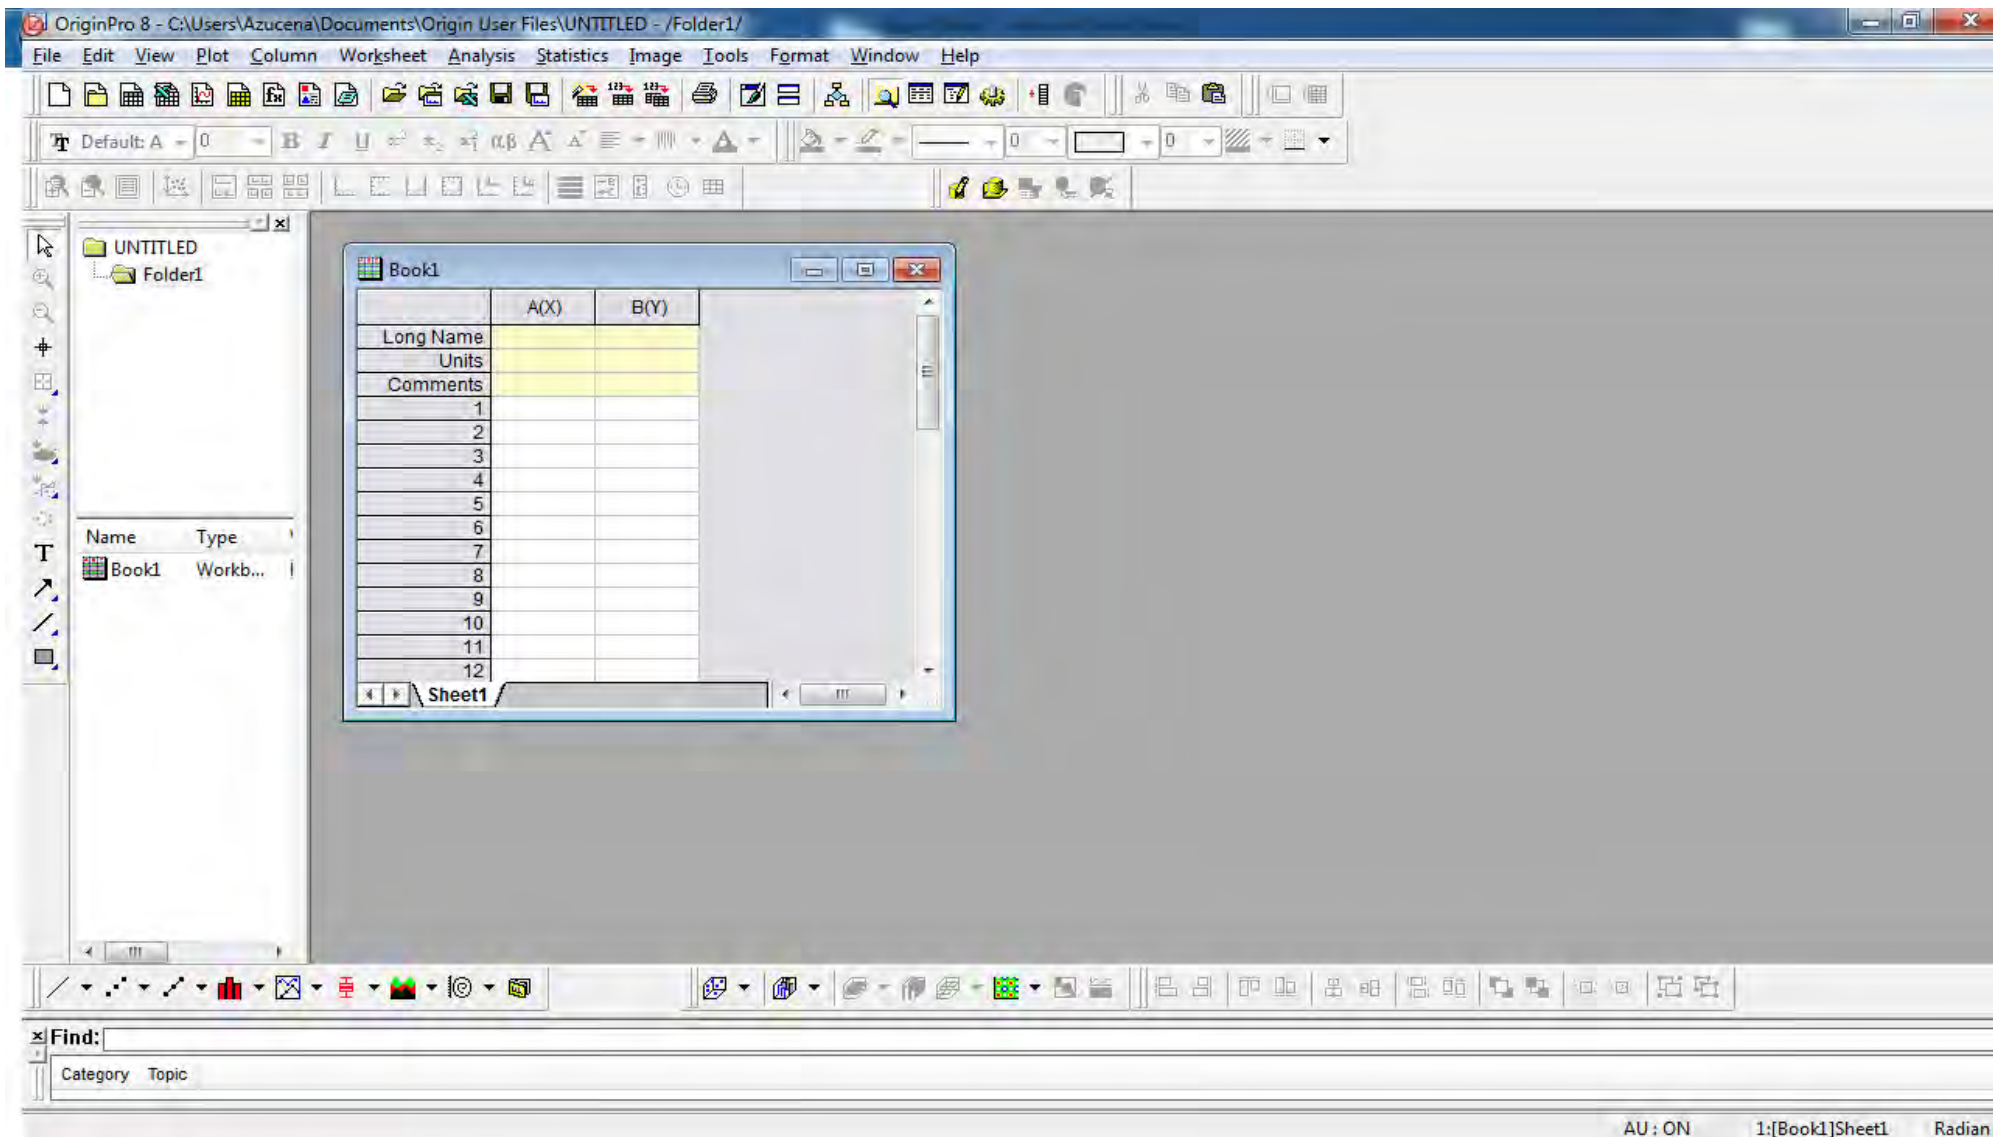 OriginPro 8 - C:\Users\Azucena\Documents\Origin User Files\UNTITLED - /Folder1/
File Edit View Plot Column Worksheet Analysis Statistics Image Tools Format Window Help
Default: A 0 B I U αβ A A A 0 0
UNTITLED
Folder1
Book1
A(X) B(Y)
Long Name
Units
Comments
1
2
3
4
5
6
7
8
9
10
11
12
Sheet1
Name Type
Book1 Workb...
T
Find:
Category Topic
AU : ON 1:[Book1]Sheet1 Radian